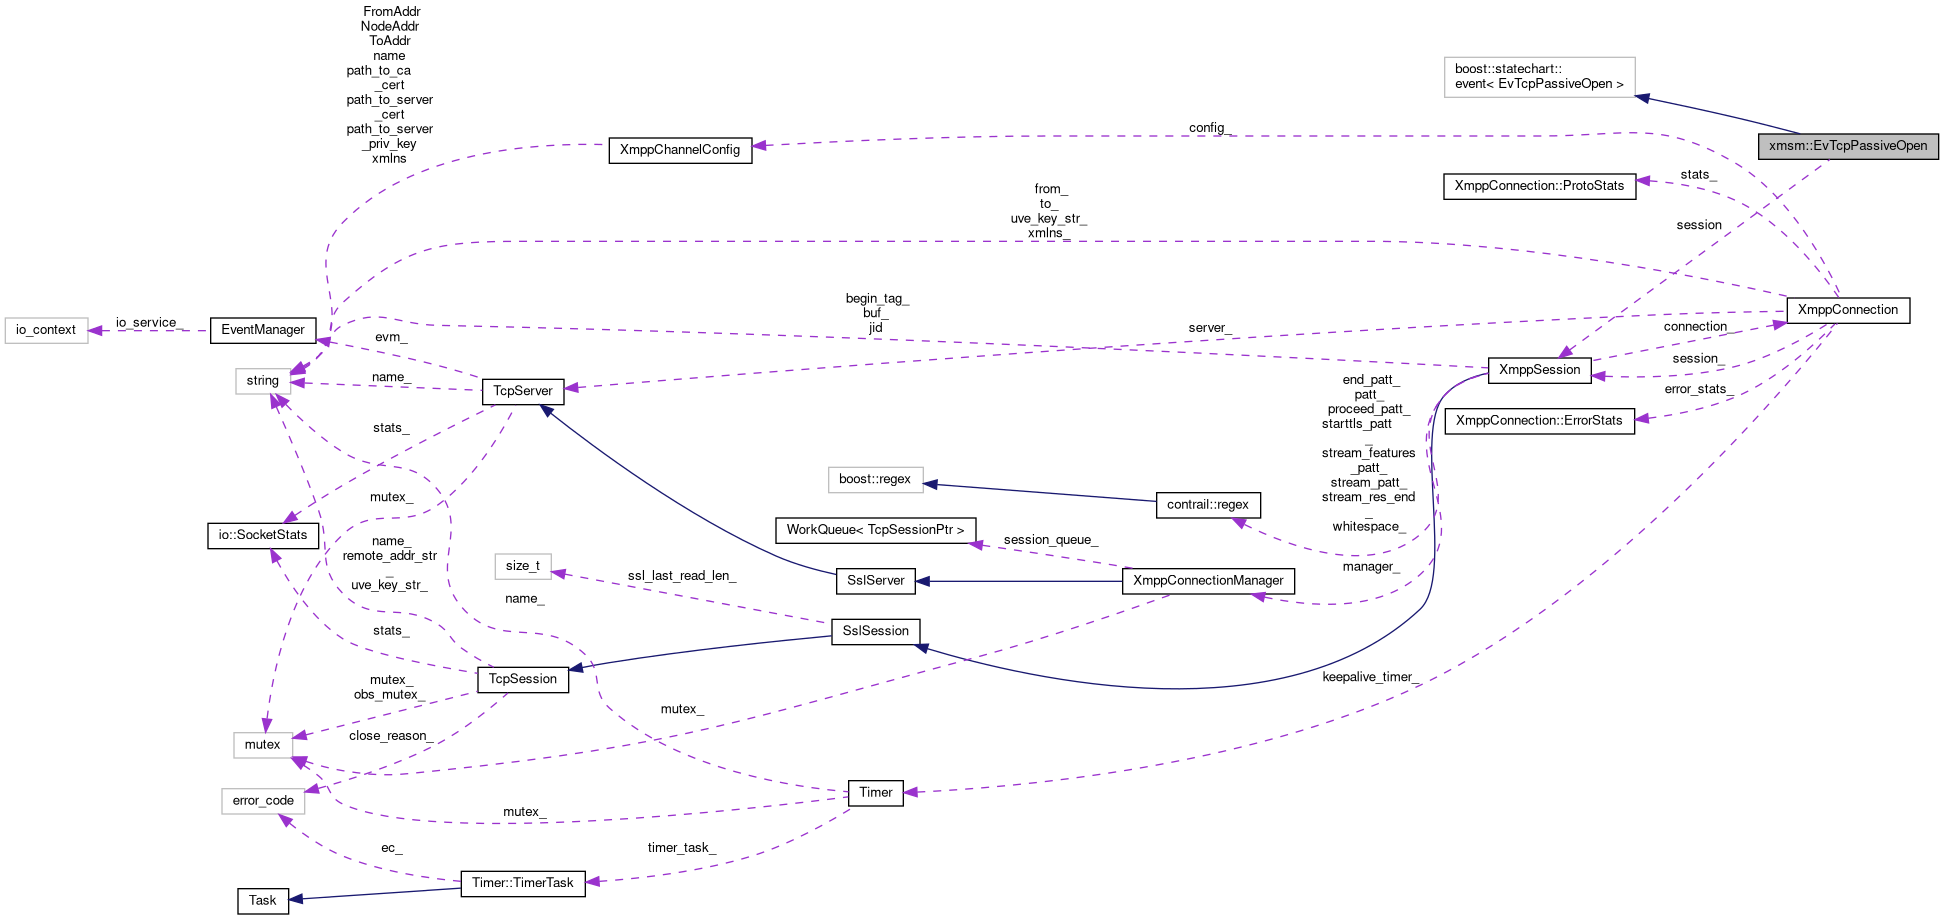 FromAddr
NodeAddr
ToAddr
name
path_to_ca
_cert
path_to_server
_cert
path_to_server
_priv_key
xmlns
boost::statechart::
event< EvTcpPassiveOpen >
config_
XmppChannelConfig
xmsm::EvTcpPassiveOpen
stats_
XmppConnection::ProtoStats
from_
to_
uve_key_str_
xmlns_
session
begin_tag_
buf_
jid
XmppConnection
io_context
io_service_
EventManager
server_
connection_
evm_
session_
XmppSession
string
name_
TcpServer
end_patt_
patt_
proceed_patt_
starttls_patt
_
stream_features
_patt_
stream_patt_
stream_res_end
_
whitespace_
error_stats_
XmppConnection::ErrorStats
stats_
boost::regex
mutex_
contrail::regex
io::SocketStats
WorkQueue< TcpSessionPtr >
session_queue_
name_
remote_addr_str
_
uve_key_str_
size_t
ssl_last_read_len_
SslServer
XmppConnectionManager
manager_
name_
stats_
SslSession
TcpSession
mutex_
obs_mutex_
keepalive_timer_
mutex_
close_reason_
mutex
error_code
Timer
mutex_
ec_
timer_task_
Timer::TimerTask
Task